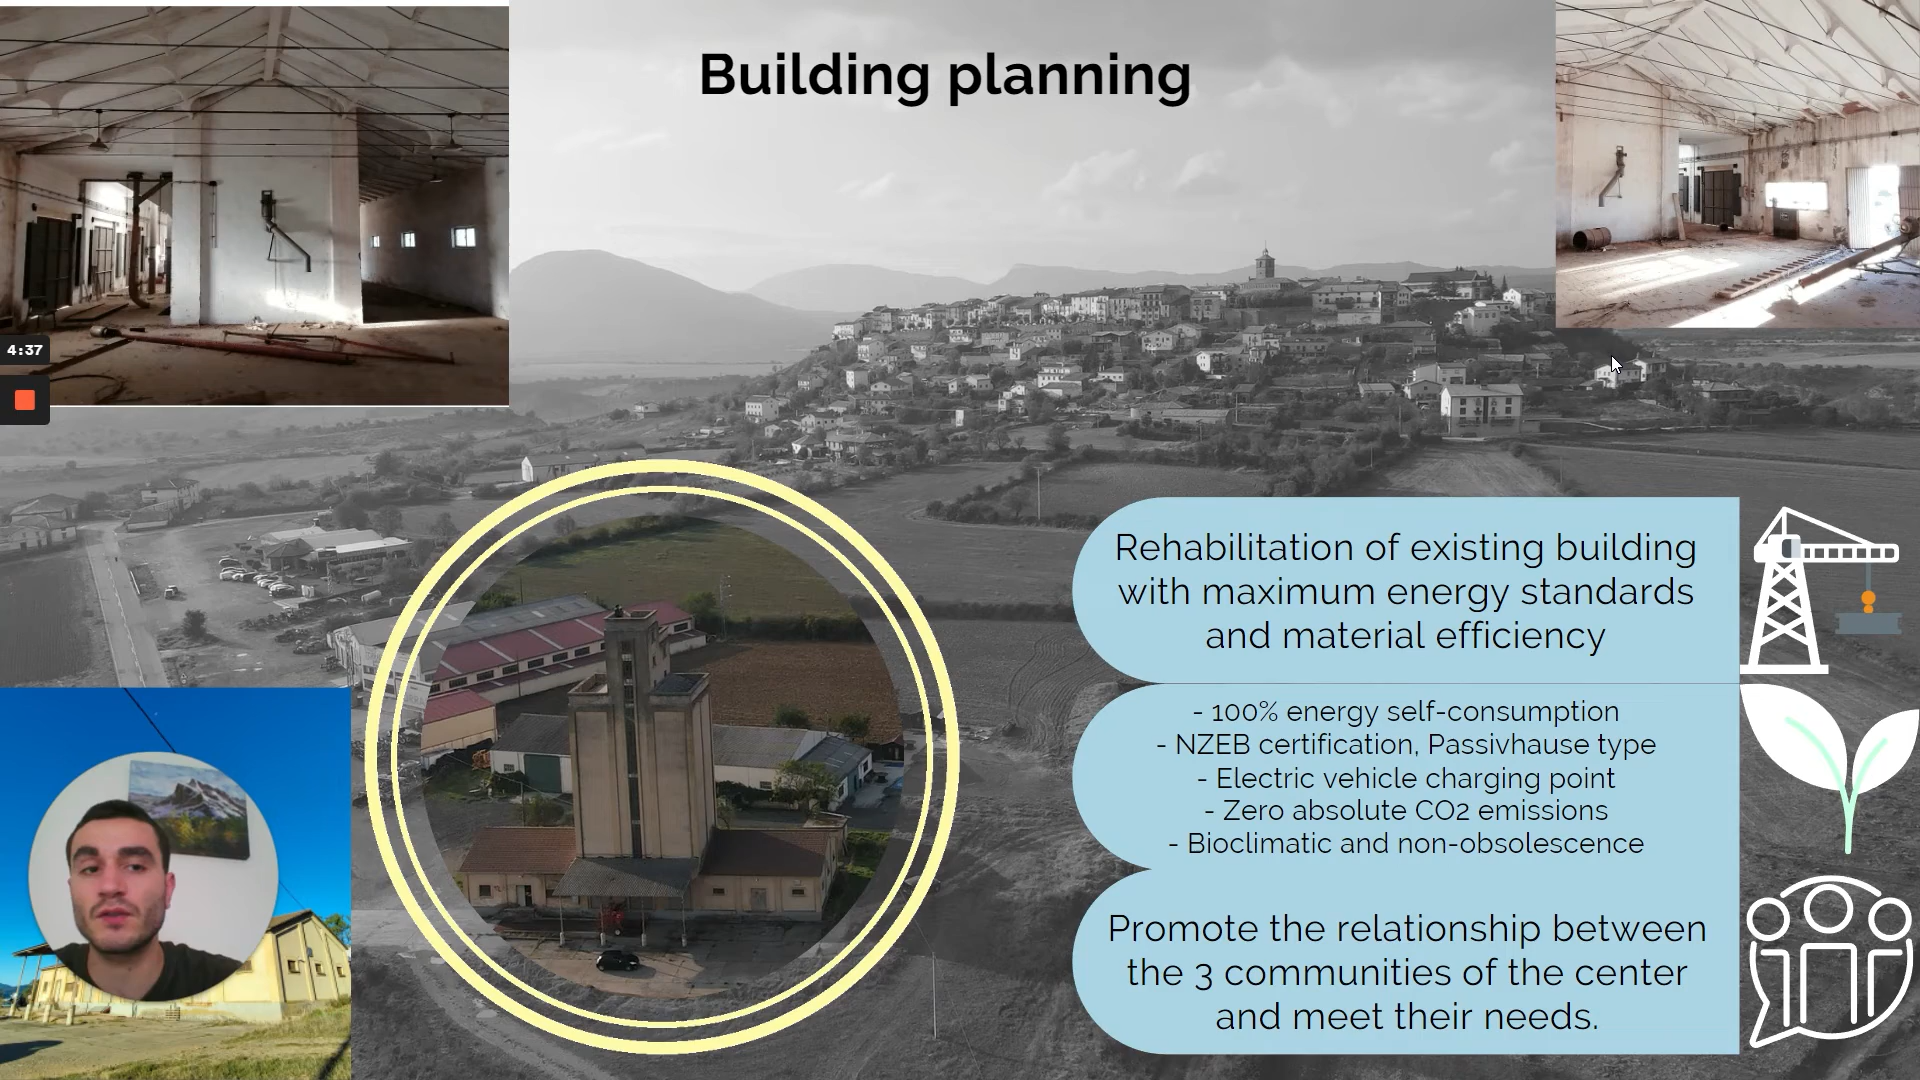 Building planning
4:37
Rehabilitation of existing building
with maximum energy standards
and material efficiency
- 100% energy self-consumption
- NZEB certification, Passivhause type
- Electric vehicle charging point
- Zero absolute CO2 emissions
- Bioclimatic and non-obsolescence
Promote the relationship between
the 3 communities of the center
and meet their needs.